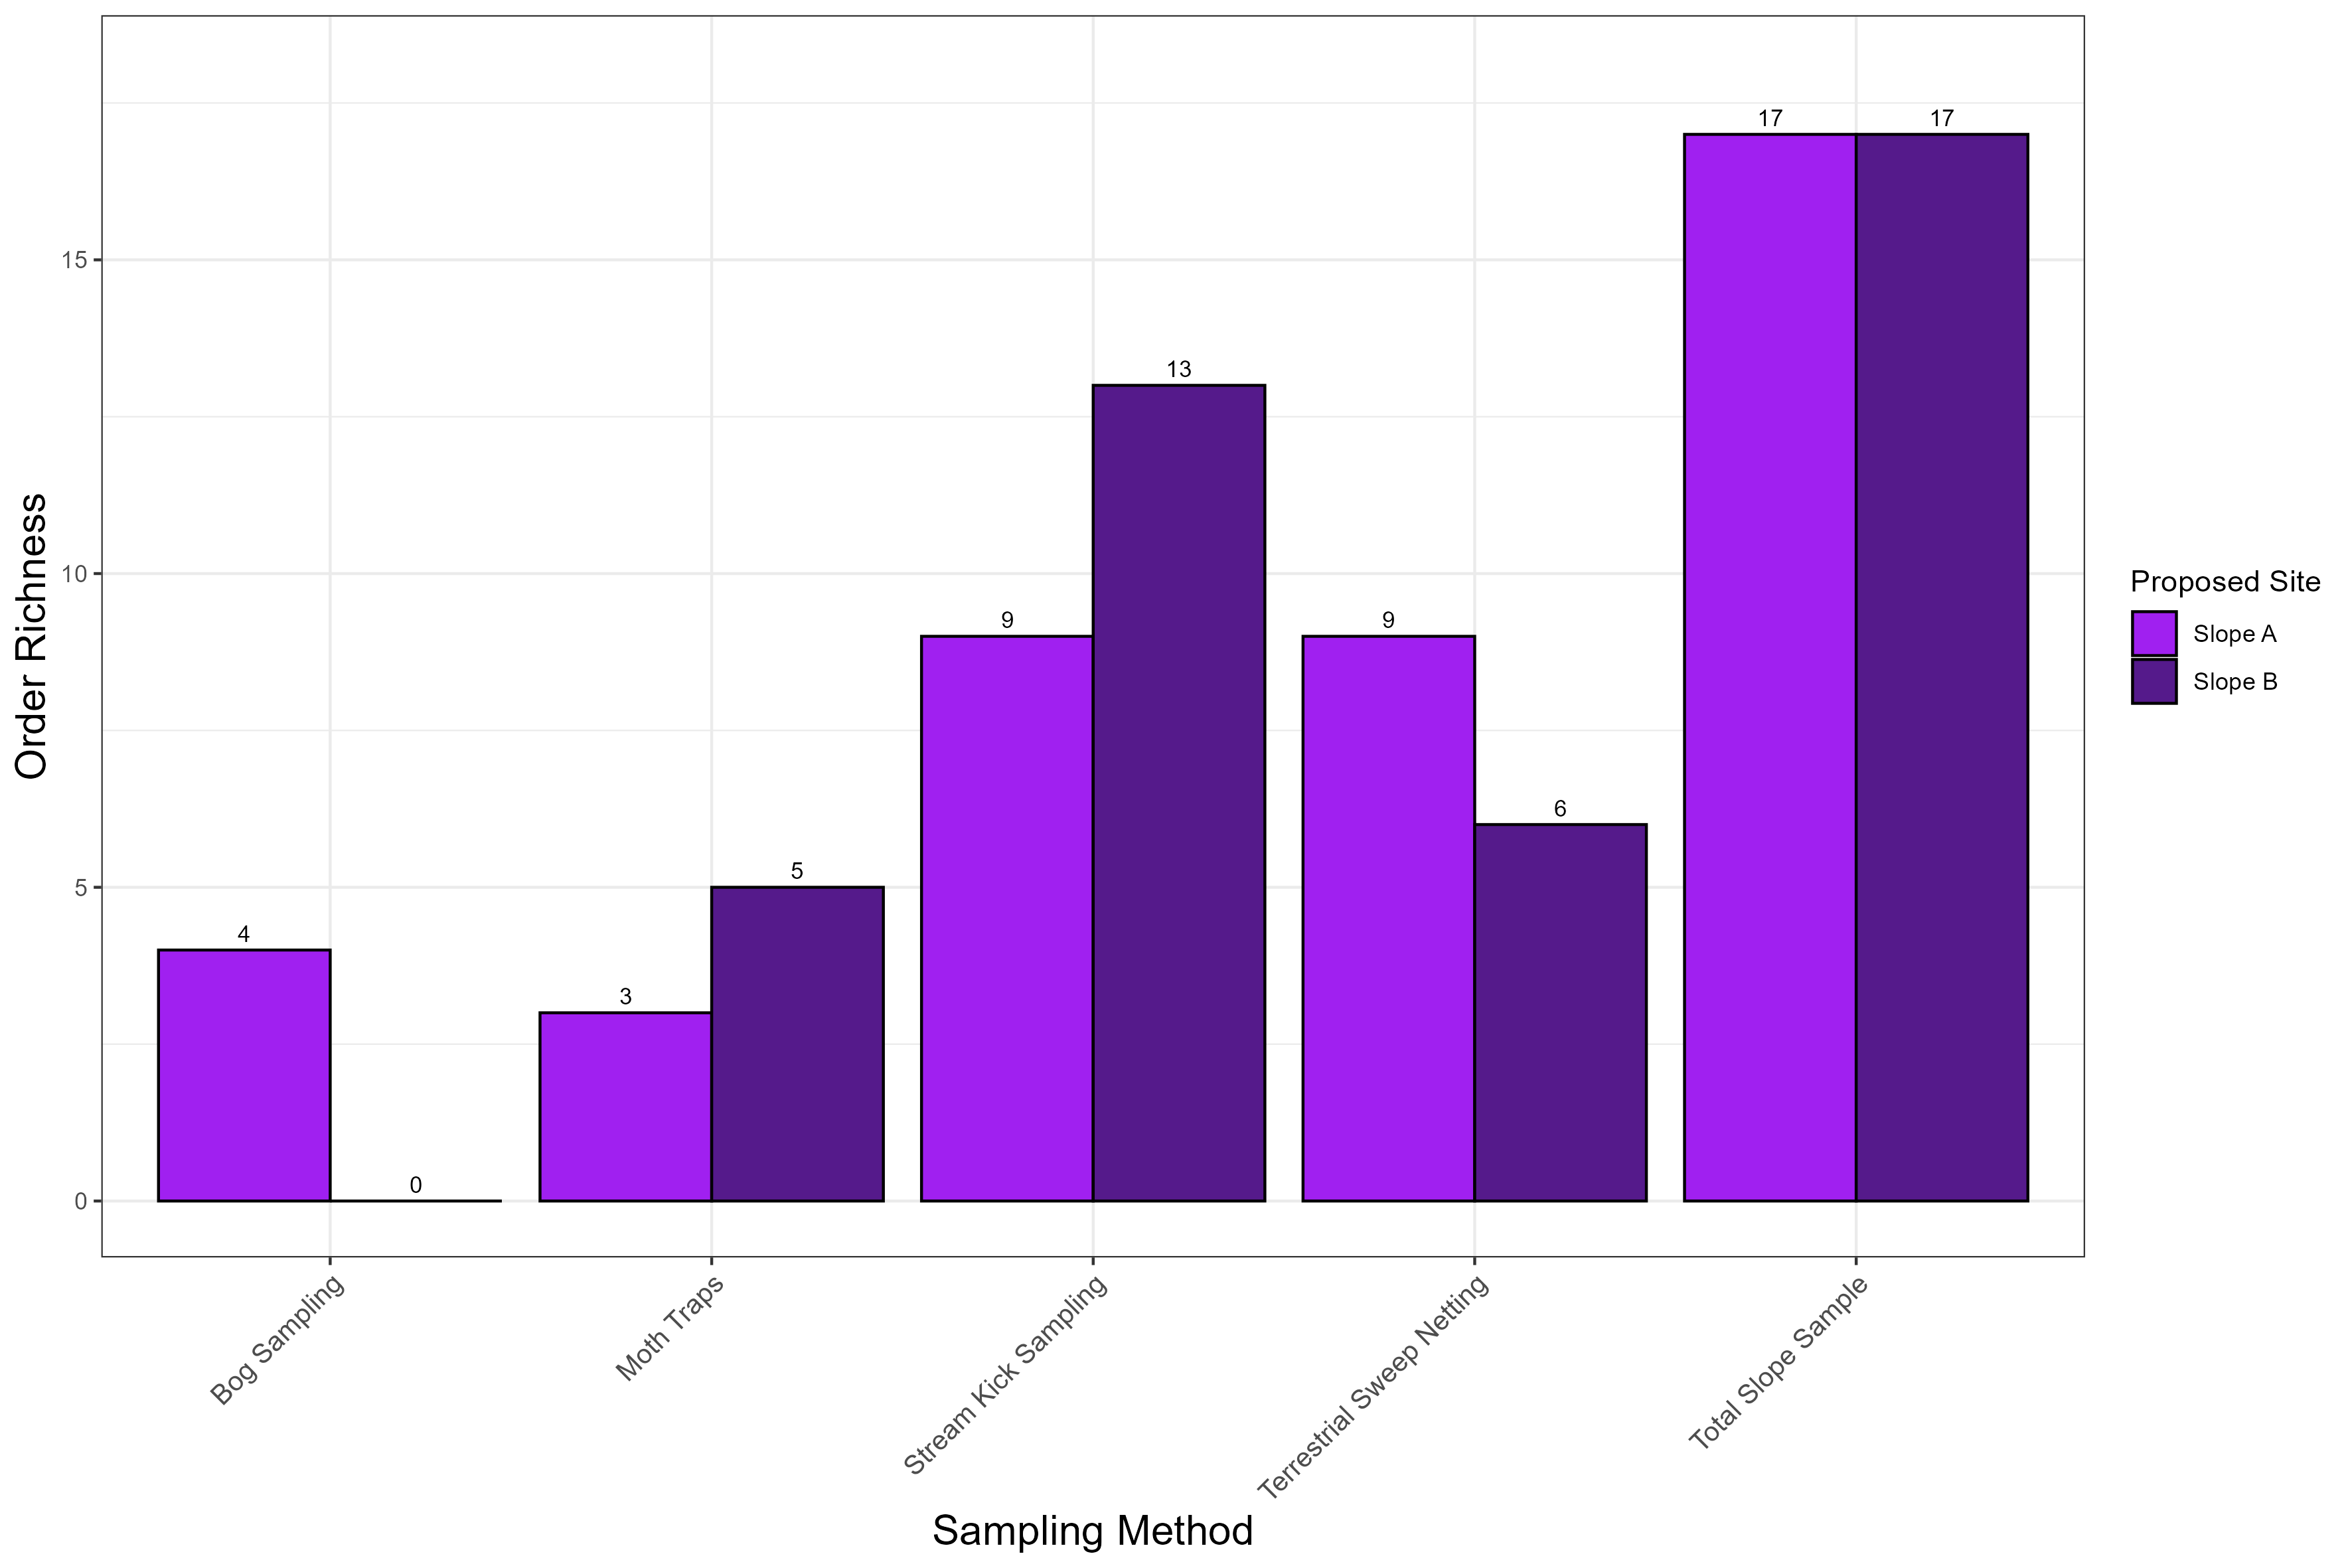 17 17
15
13
Order Richness
10
9 9
Proposed Site
Slope A
Slope B
6
5
5
4
3
0
0
Bog Sampling
Moth Traps
Stream Kick Sampling
Terrestrial Sweep Netting
Total Slope Sample
Sampling Method